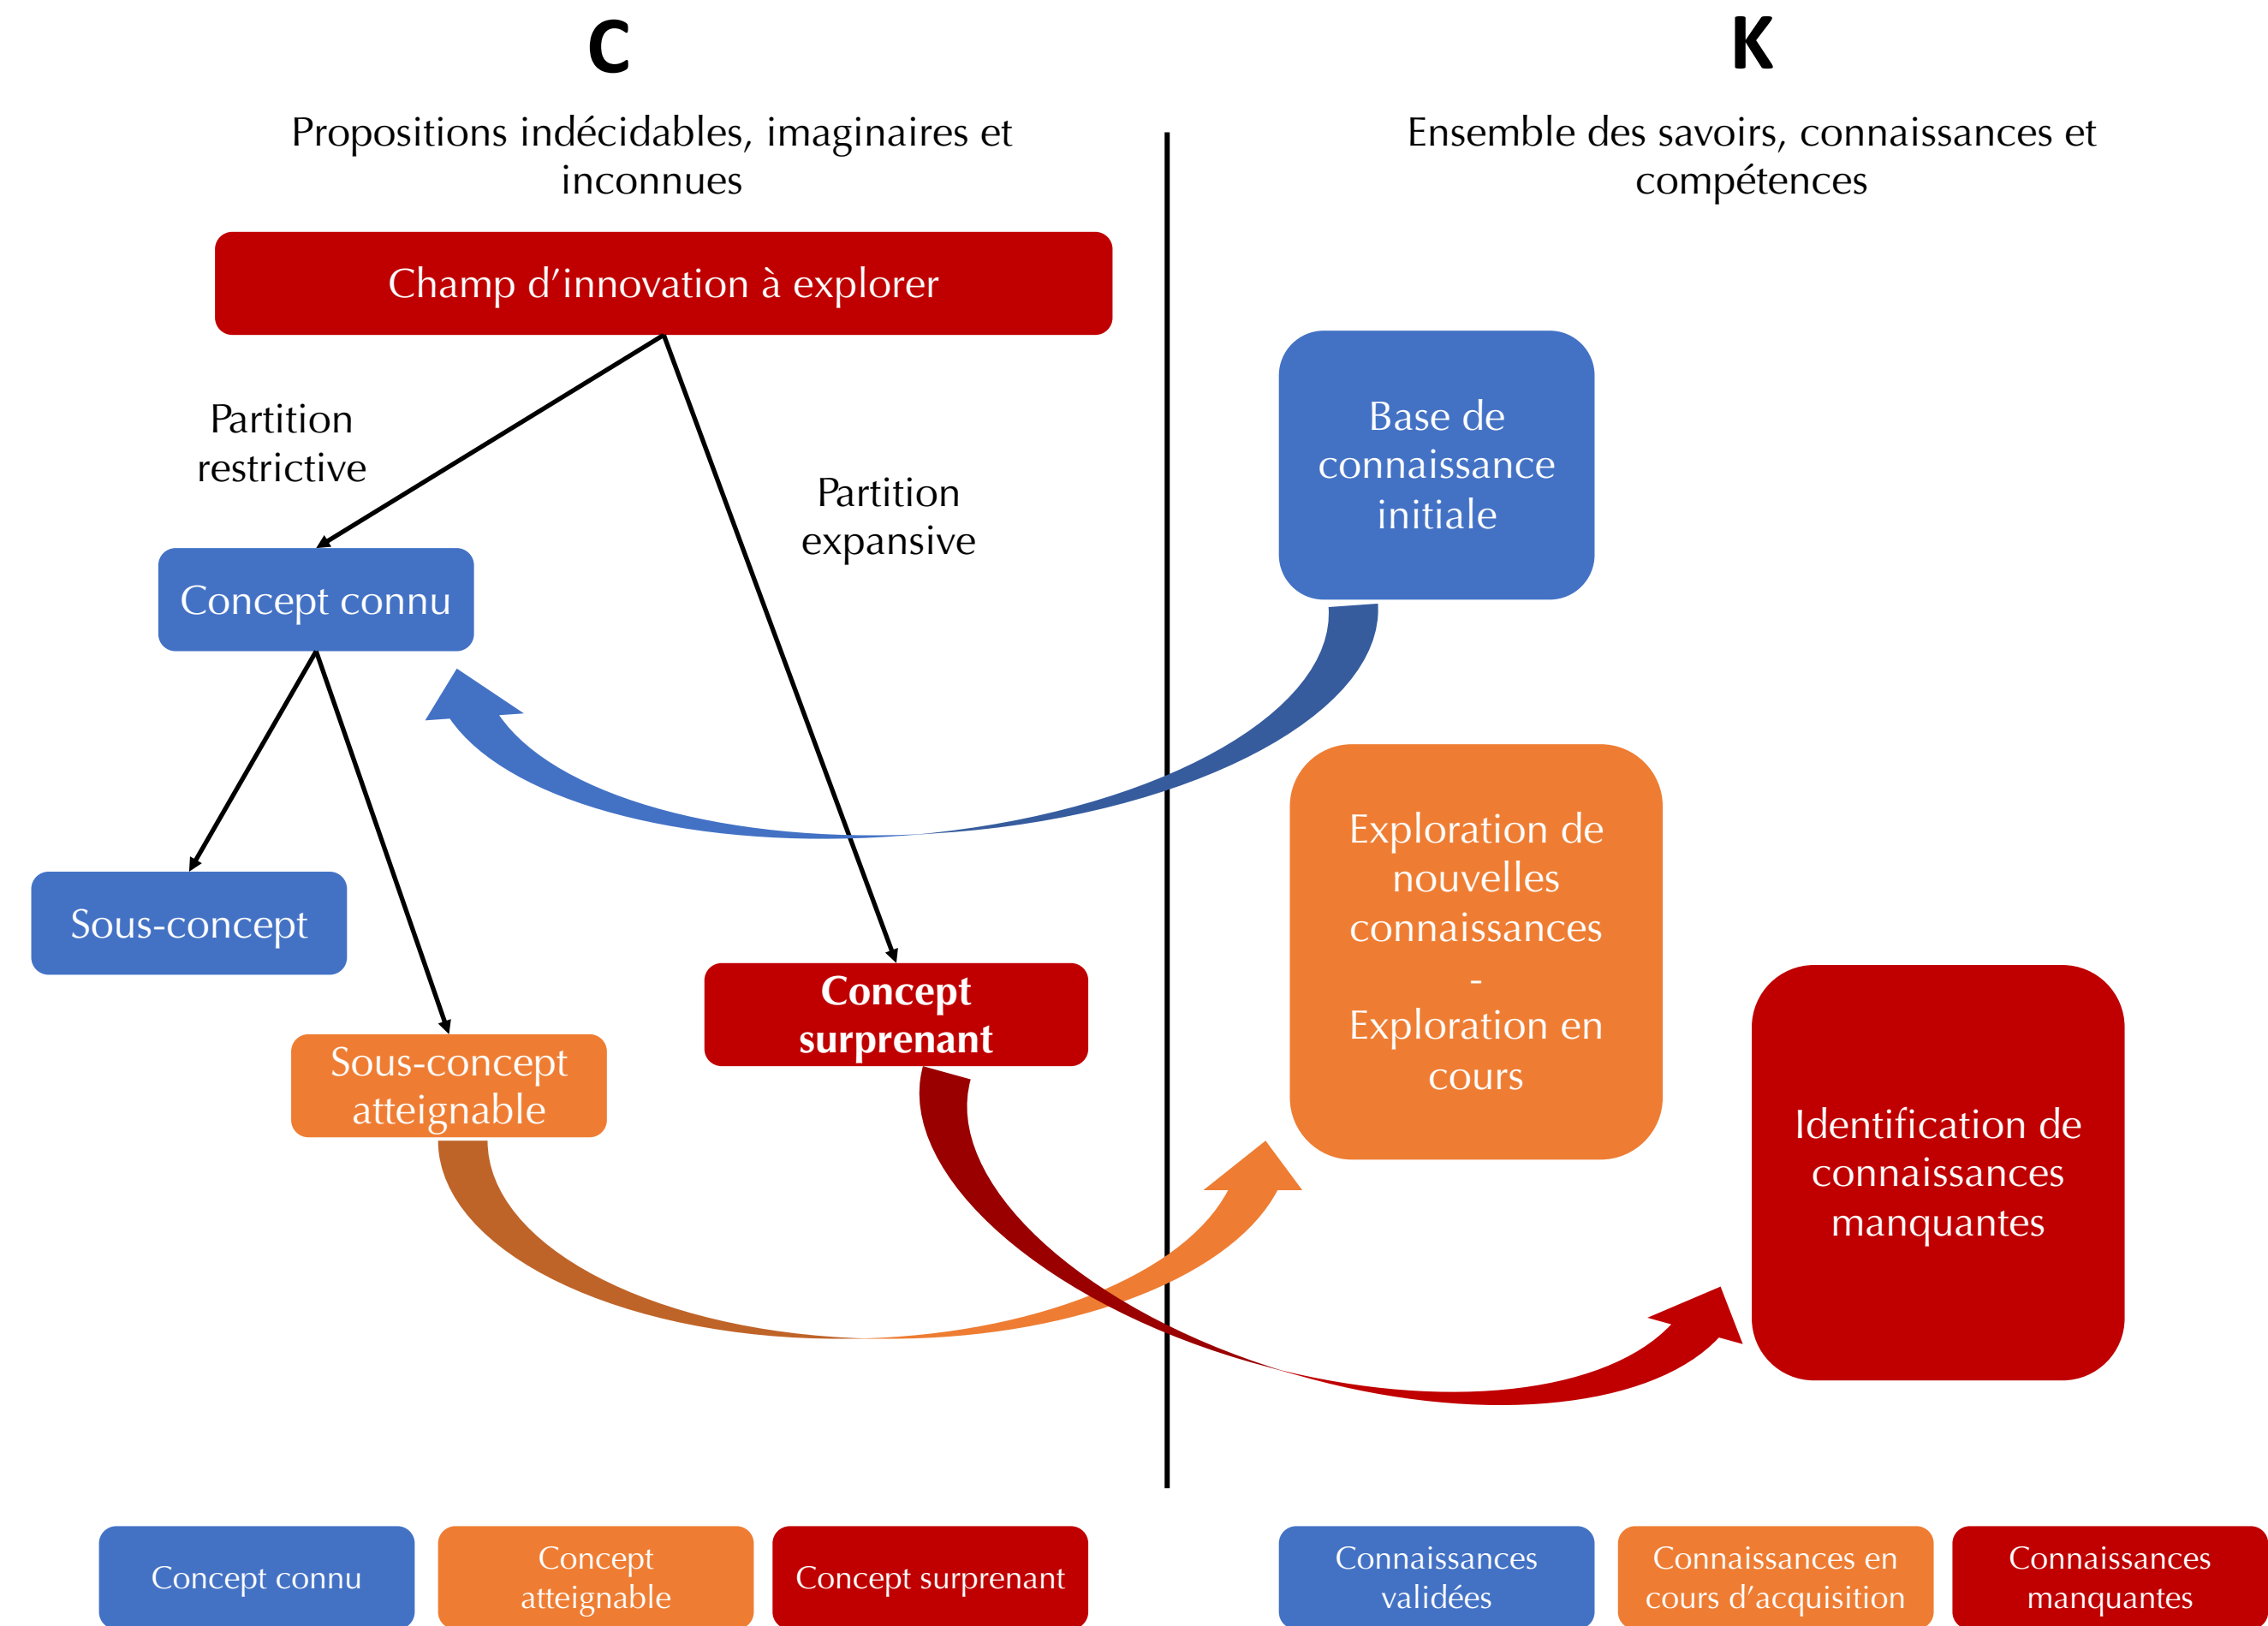 C
Propositions indécidables, imaginaires et
inconnues
Champ d’innovation à explorer
Partition
restrictive
Partition
expansive
Concept connu
Sous-concept
Sous-concept
atteignable
Concept
surprenant
K
Ensemble des savoirs, connaissances et
compétences
Base de
connaissance
initiale
Exploration de
nouvelles
connaissances
-
Exploration en
cours
Identification de
connaissances
manquantes
Concept connu
Concept
atteignable
Concept surprenant
Connaissances
validées
Connaissances en
cours d’acquisition
Connaissances
manquantes